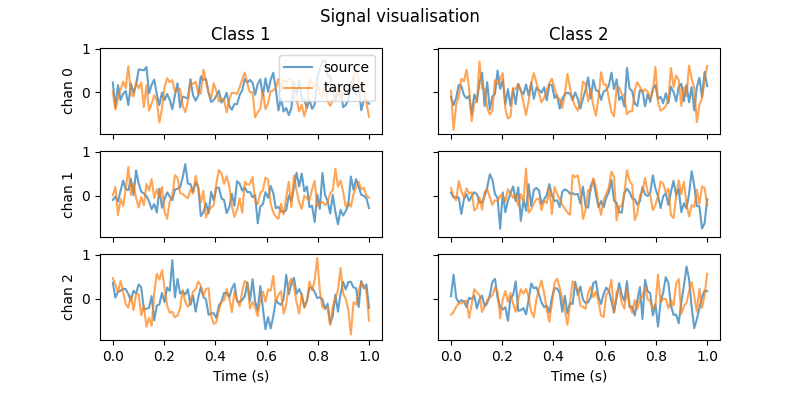 Signal visualisation
Class 1
Class 2
source
target
chan 0
1
0
chan 1
1
0
chan 2
1
0
0.0 0.2 0.4 0.6 0.8 1.0
0.0 0.2 0.4 0.6 0.8 1.0
Time (s)
Time (s)